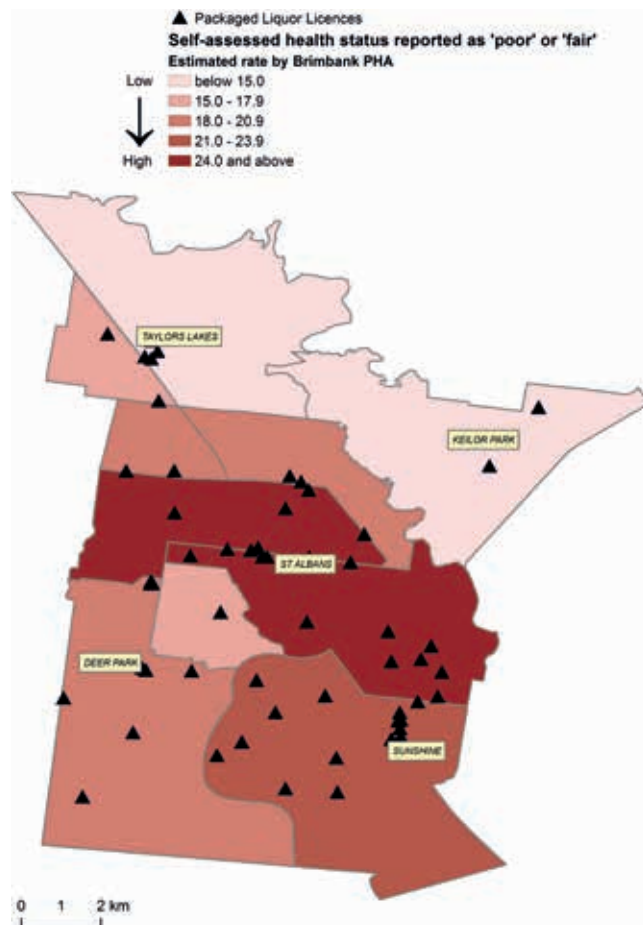 Packaged Liquor Licences
Self-assessed health status reported as 'poor' or 'fair'
Estimated rate by Brimbank PHA
Low
below 15.0
15.0 - 17.9
18.0 - 20.9
21.0 - 23.9
High
24.0 and above
TAYLORS LAKES
KEILOR PARK
ST ALBANS
DEER PARK
SUNSHINE
0 1 2 km